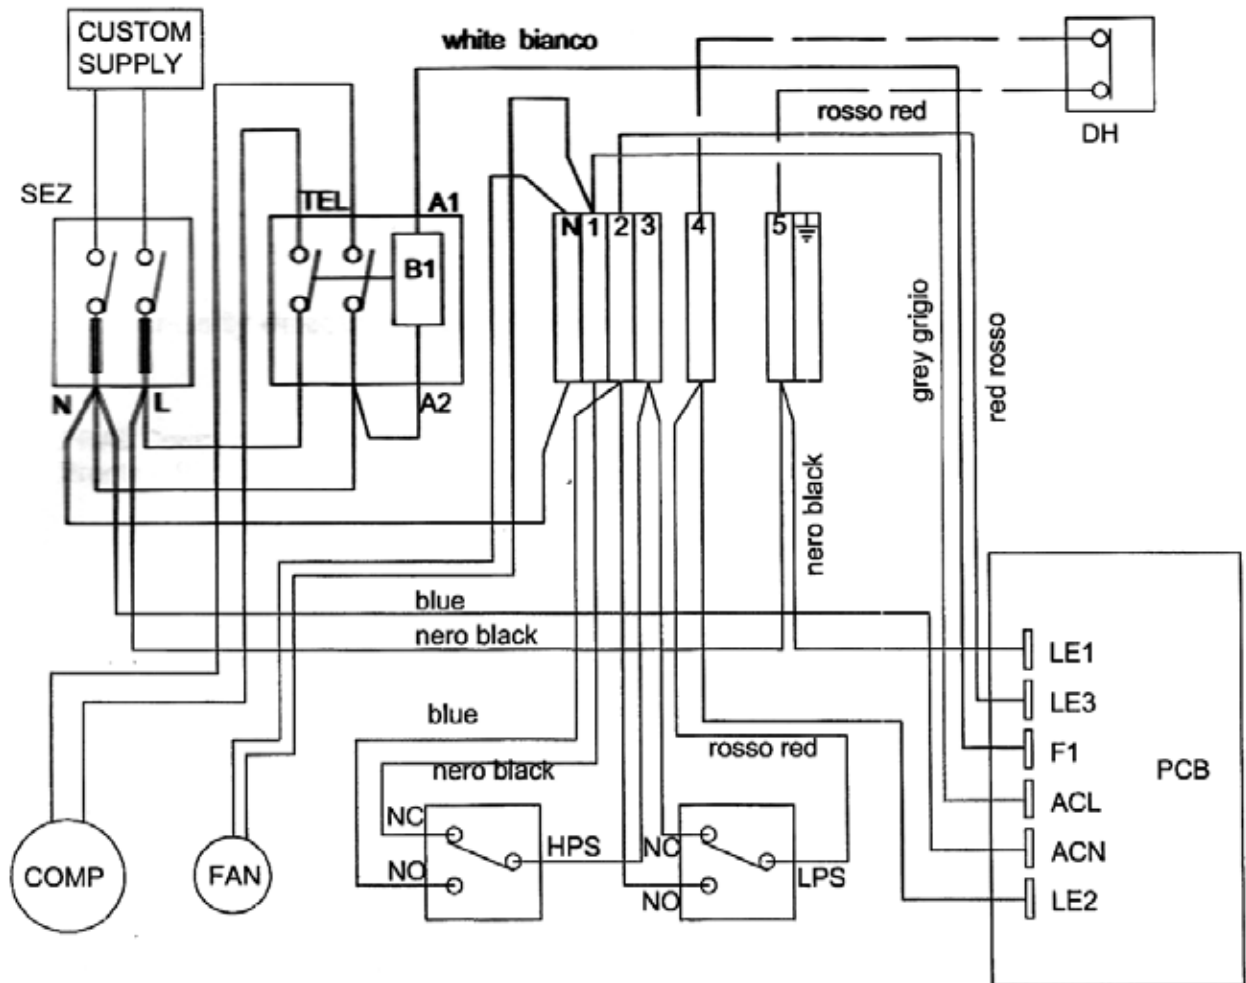 CUSTOM
SUPPLY
white bianco
rosso red
DH
SEZ
TEL
A1
N
1
2
3
4
5
B1
grey grigio
red rosso
N
L
A2
nero black
blue
nero black
LE1
LE3
blue
rosso red
F1
PCB
nero black
ACL
NC
HPS
NC
ACN
COMP
FAN
NO
LPS
NO
LE2